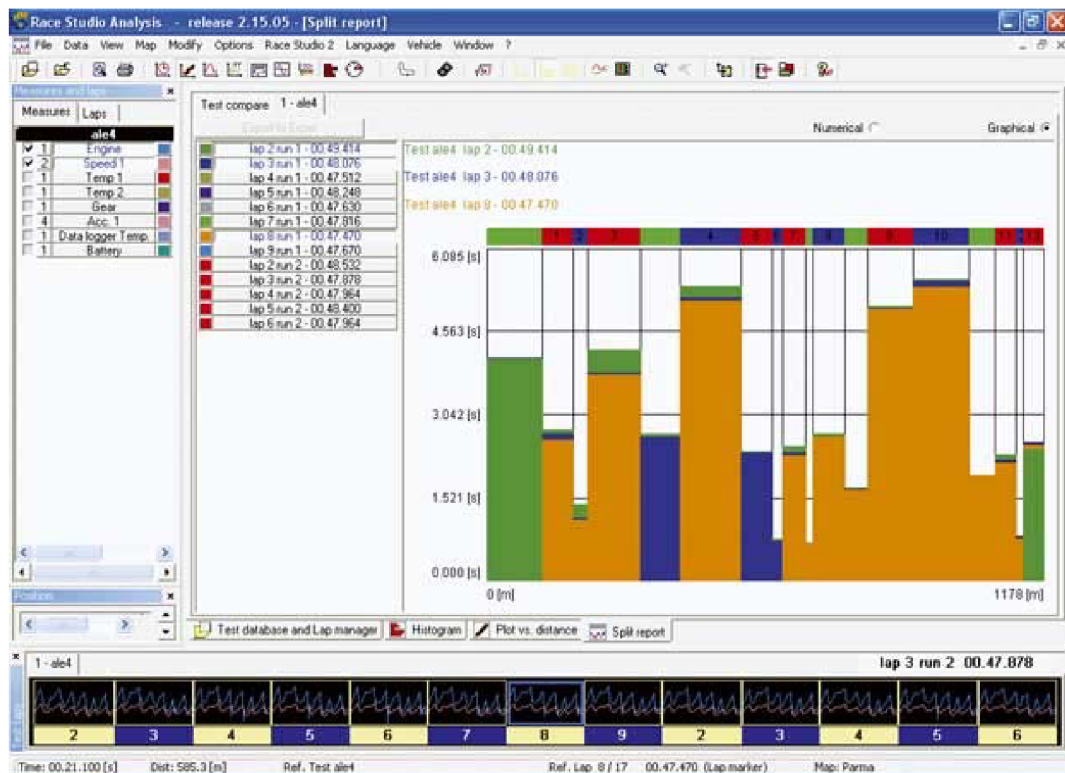 Race Studio Analysis - release 2.15.05 - [Split report]
File Data View Map Modify Options Race Studio 2 Language Vehicle Window ?
Measures and laps
Measures Laps
ale4
1 Engine
2 Speed 1
1 Temp 1
1 Temp 2
1 Gear
4 Acc. 1
1 Data logger Temp.
1 Battery
Position
Test compare 1 - ale4
Export to Excel
Numerical Graphical
lap 2 run 1 - 00.49.414
lap 3 run 1 - 00.48.076
lap 4 run 1 - 00.47.512
lap 5 run 1 - 00.48.248
lap 6 run 1 - 00.47.630
lap 7 run 1 - 00.47.816
lap 8 run 1 - 00.47.470
lap 9 run 1 - 00.47.670
lap 2 run 2 - 00.48.532
lap 3 run 2 - 00.47.878
lap 4 run 2 - 00.47.964
lap 5 run 2 - 00.48.400
lap 6 run 2 - 00.47.964
Test ale4 lap 2 - 00.49.414
Test ale4 lap 3 - 00.48.076
Test ale4 lap 8 - 00.47.470
1 2 3 4 5 6 7 8 9 10 11 13
6.085 [s]
4.563 [s]
3.042 [s]
1.521 [s]
0.000 [s]
0 [m] 1178 [m]
Test database and Lap manager Histogram Plot vs. distance Split report
1 - ale4 lap 3 run 2 00.47.878
2 3 4 5 6 7 8 9 2 3 4 5 6
Time: 00.21.100 [s] Dist: 585.3 [m] Ref. Test ale4 Ref. Lap 8 / 17 00.47.470 (Lap marker) Map: Parma